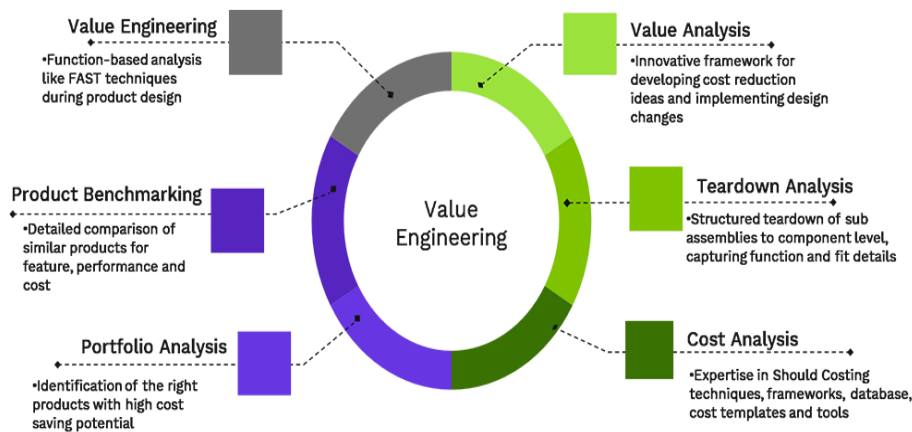 Value Engineering
•Function-based analysis
like FAST techniques
during product design
Value Analysis
•Innovative framework for
developing cost reduction
ideas and implementing design
changes
Product Benchmarking
•Detailed comparison of
similar products for
feature, performance and
cost
Value
Engineering
Teardown Analysis
•Structured teardown of sub
assemblies to component level,
capturing function and fit details
Portfolio Analysis
•Identification of the right
products with high cost
saving potential
Cost Analysis
•Expertise in Should Costing
techniques, frameworks, database,
cost templates and tools